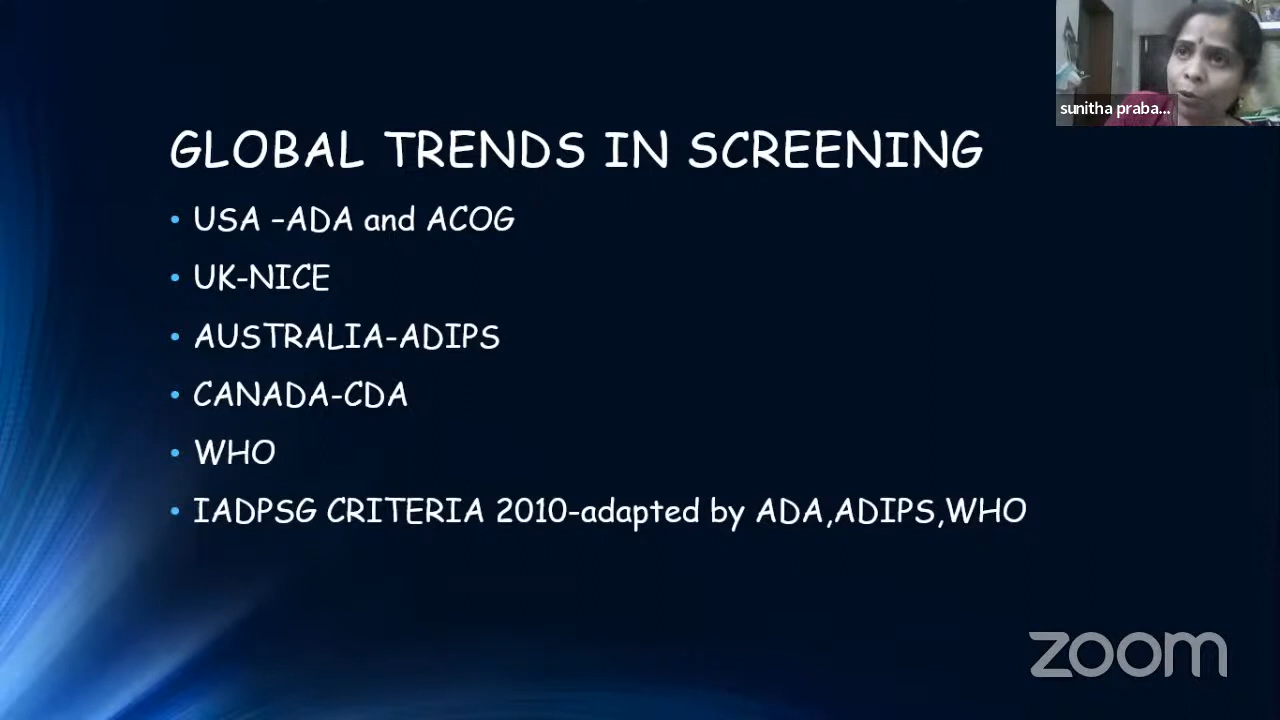 sunitha praba...
GLOBAL TRENDS IN SCREENING
• USA –ADA and ACOG
• UK-NICE
• AUSTRALIA-ADIPS
• CANADA-CDA
• WHO
• IADPSG CRITERIA 2010-adapted by ADA,ADIPS,WHO
zoom